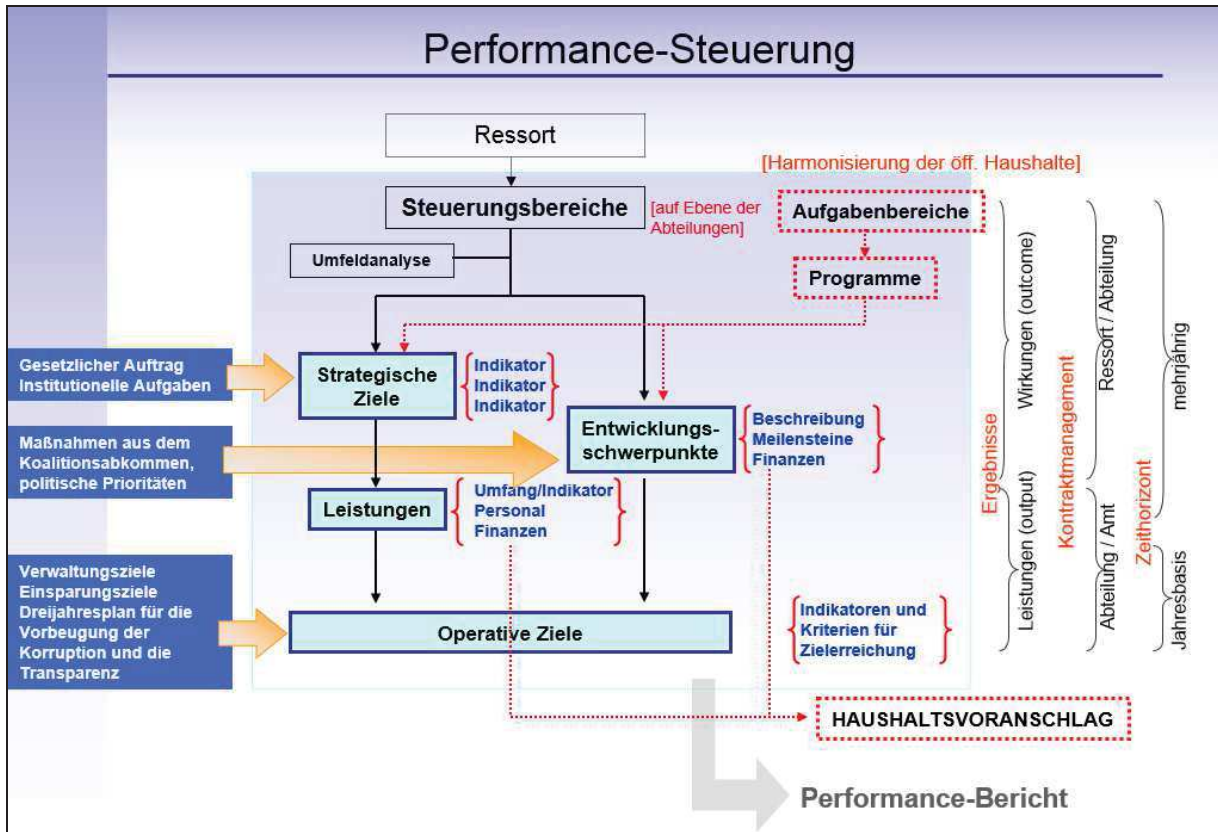 Performance-Steuerung
Ressort
[Harmonisierung der öff. Haushalte]
Steuerungsbereiche
[auf Ebene der
Abteilungen]
Aufgabenbereiche
Umfeldanalyse
Programme
Gesetzlicher Auftrag
Institutionelle Aufgaben
Strategische
Ziele
Indikator
Indikator
Indikator
Maßnahmen aus dem
Koalitionsabkommen,
politische Prioritäten
Entwicklungs-
schwerpunkte
Beschreibung
Meilensteine
Finanzen
Leistungen
Umfang/Indikator
Personal
Finanzen
Verwaltungsziele
Einsparungsziele
Dreijahresplan für die
Vorbeugung der
Korruption und die
Transparenz
Operative Ziele
Indikatoren und
Kriterien für
Zielerreichung
Ergebnisse
Wirkungen (outcome)
Leistungen (output)
Kontraktmanagement
Ressort / Abteilung
Abteilung / Amt
Zeithorizont
mehrjährig
Jahresbasis
HAUSHALTSVORANSCHLAG
Performance-Bericht